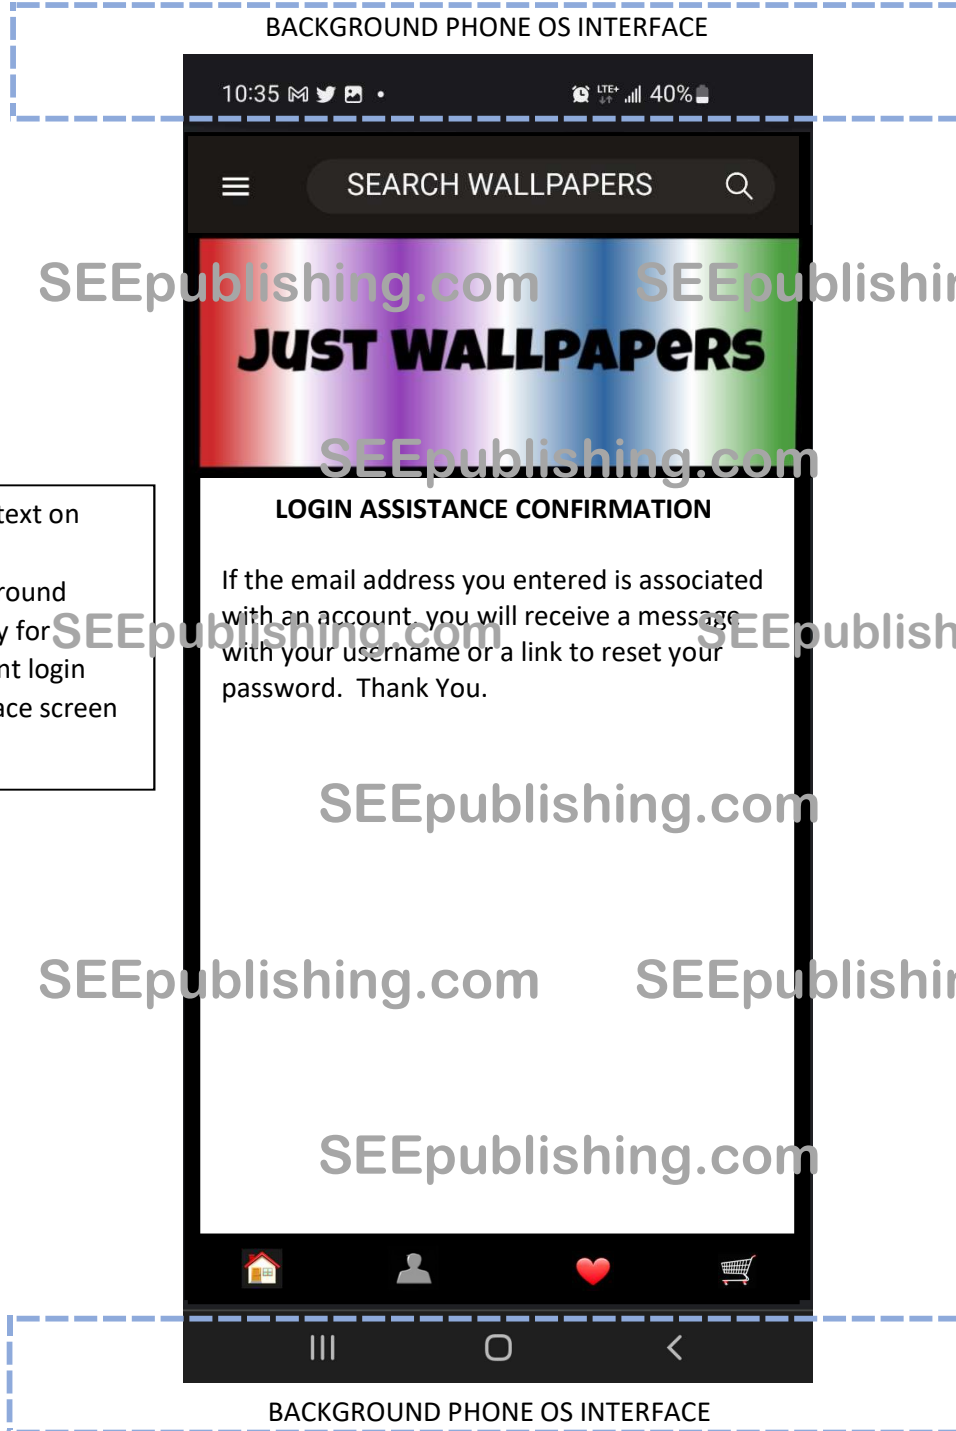 BACKGROUND PHONE OS INTERFACE
10:35
LTE+ 40%
SEARCH WALLPAPERS
SEEpublishing.com SEEpublishin
JUST WALLPAPeRS
SEEpublishing.com
LOGIN ASSISTANCE CONFIRMATION
If the email address you entered is associated
with an account, you will receive a message
with your username or a link to reset your
password. Thank You.
text on
round
y for
nt login
ace screen
SEEpublishing.com SEEpublish
SEEpublishing.com
SEEpublishing.com SEEpublishin
SEEpublishing.com
BACKGROUND PHONE OS INTERFACE